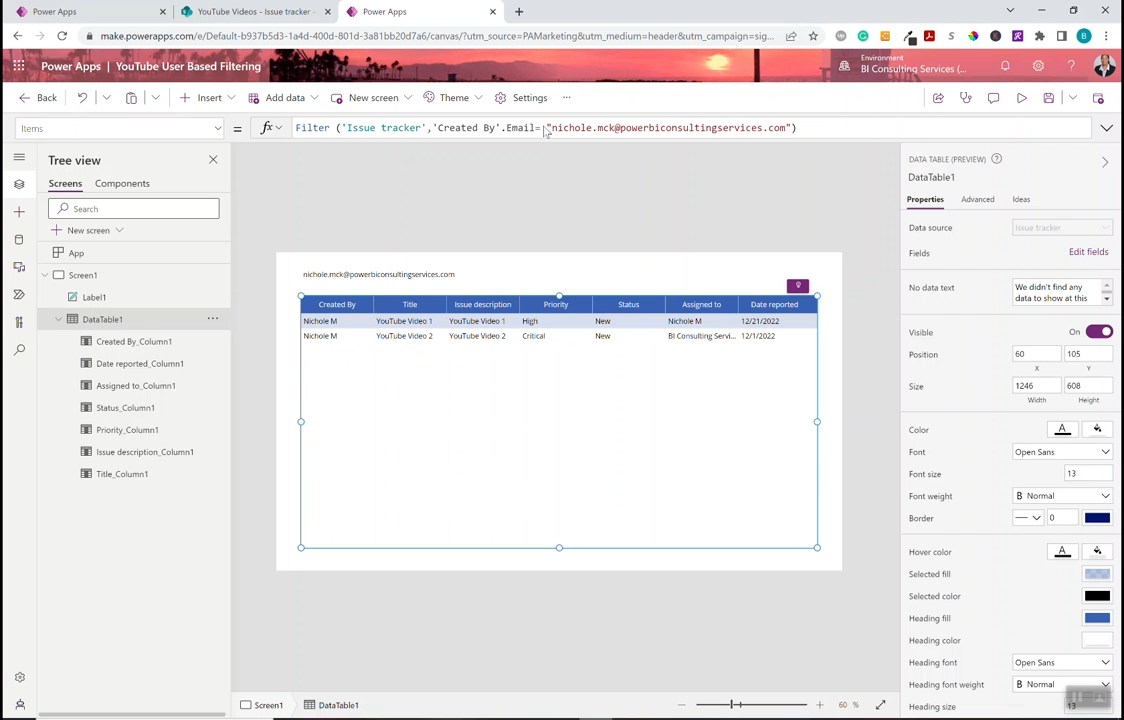 Power Apps
YouTube Videos - Issue tracker -
Power Apps
make.powerapps.com/e/Default-b937b5d3-1a4d-400d-801d-3a81bb20d7a6/canvas/?utm_source=PAMarketing&utm_medium=header&utm_campaign=sig...
Power Apps | YouTube User Based Filtering
Environment
BI Consulting Services (...
Back
Insert
Add data
New screen
Theme
Settings
Items
= fx
Filter ('Issue tracker','Created By'.Email= "nichole.mck@powerbiconsultingservices.com")
Tree view
Screens
Components
Search
New screen
App
Screen1
Label1
DataTable1
Created By_Column1
Date reported_Column1
Assigned to_Column1
Status_Column1
Priority_Column1
Issue description_Column1
Title_Column1
nichole.mck@powerbiconsultingservices.com
Created By Title Issue description Priority Status Assigned to Date reported
Nichole M YouTube Video 1 YouTube Video 1 High New Nichole M 12/21/2022
Nichole M YouTube Video 2 YouTube Video 2 Critical New BI Consulting Servi... 12/1/2022
DATA TABLE (PREVIEW)
DataTable1
Properties
Advanced
Ideas
Data source Issue tracker
Fields Edit fields
No data text We didn't find any
data to show at this
Visible On
Position 60 105
X Y
Size 1246 608
Width Height
Color
Font Open Sans
Font size 13
Font weight B Normal
Border 0
Hover color
Selected fill
Selected color
Heading fill
Heading color
Heading font Open Sans
Heading font weight B Normal
Heading size 13
Screen1
DataTable1
60 %